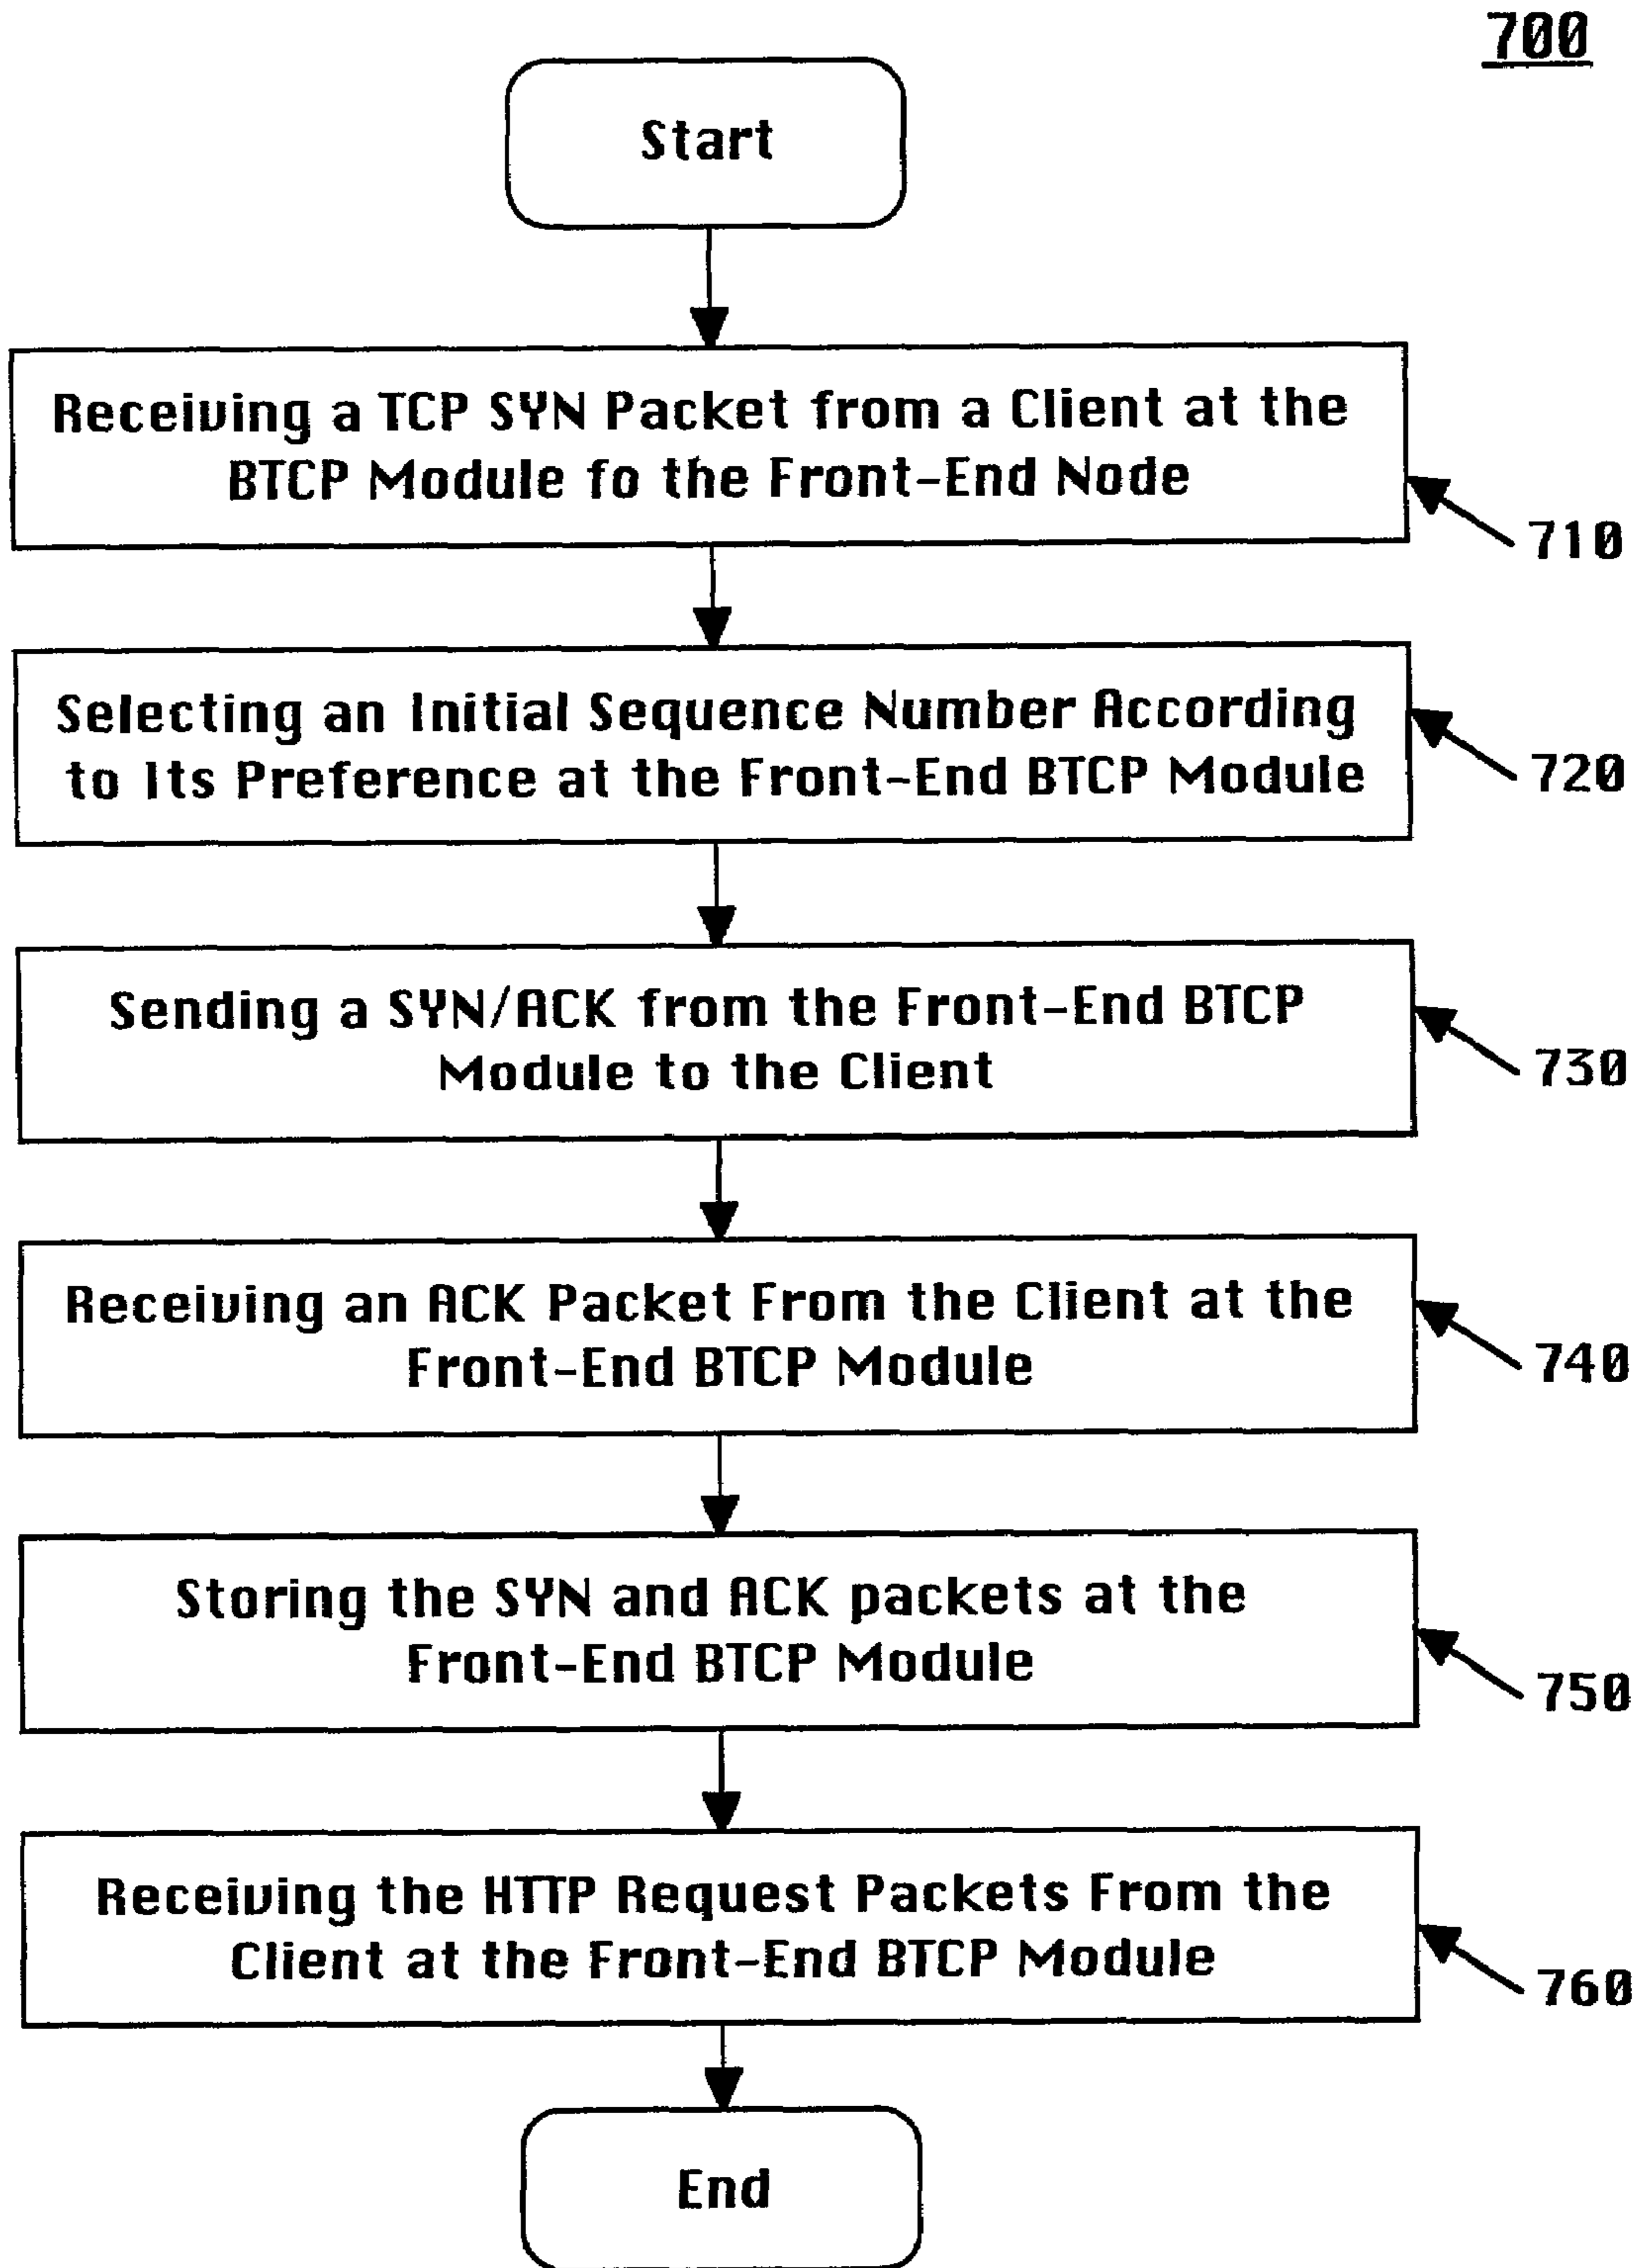 700
Start
Receiving a TCP SYN Packet from a Client at the
BTCP Module fo the Front-End Node
710
Selecting an Initial Sequence Number According
to Its Preference at the Front-End BTCP Module
720
Sending a SYN/ACK from the Front-End BTCP
Module to the Client
730
Receiving an ACK Packet From the Client at the
Front-End BTCP Module
740
Storing the SYN and ACK packets at the
Front-End BTCP Module
750
Receiving the HTTP Request Packets From the
Client at the Front-End BTCP Module
760
End